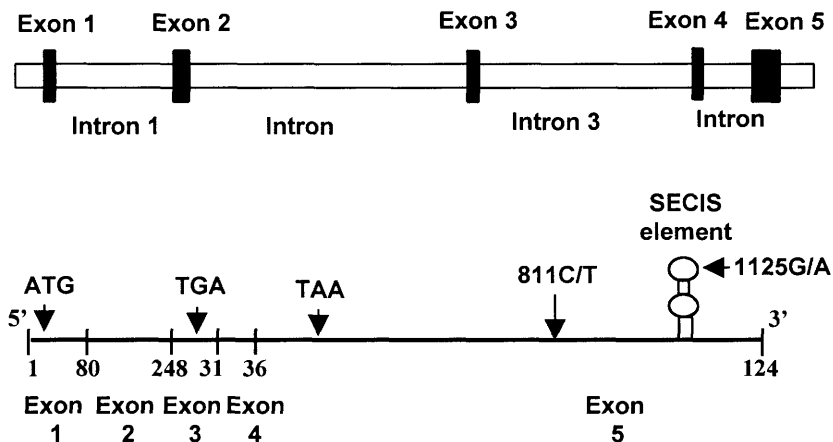 Exon 1 Exon 2 Exon 3 Exon 4 Exon 5
Intron 1 Intron Intron 3 Intron
SECIS
element
ATG TGA TAA 811C/T 1125G/A
5’ 3’
1 80 248 31 36 124
Exon Exon Exon Exon Exon
1 2 3 4 5